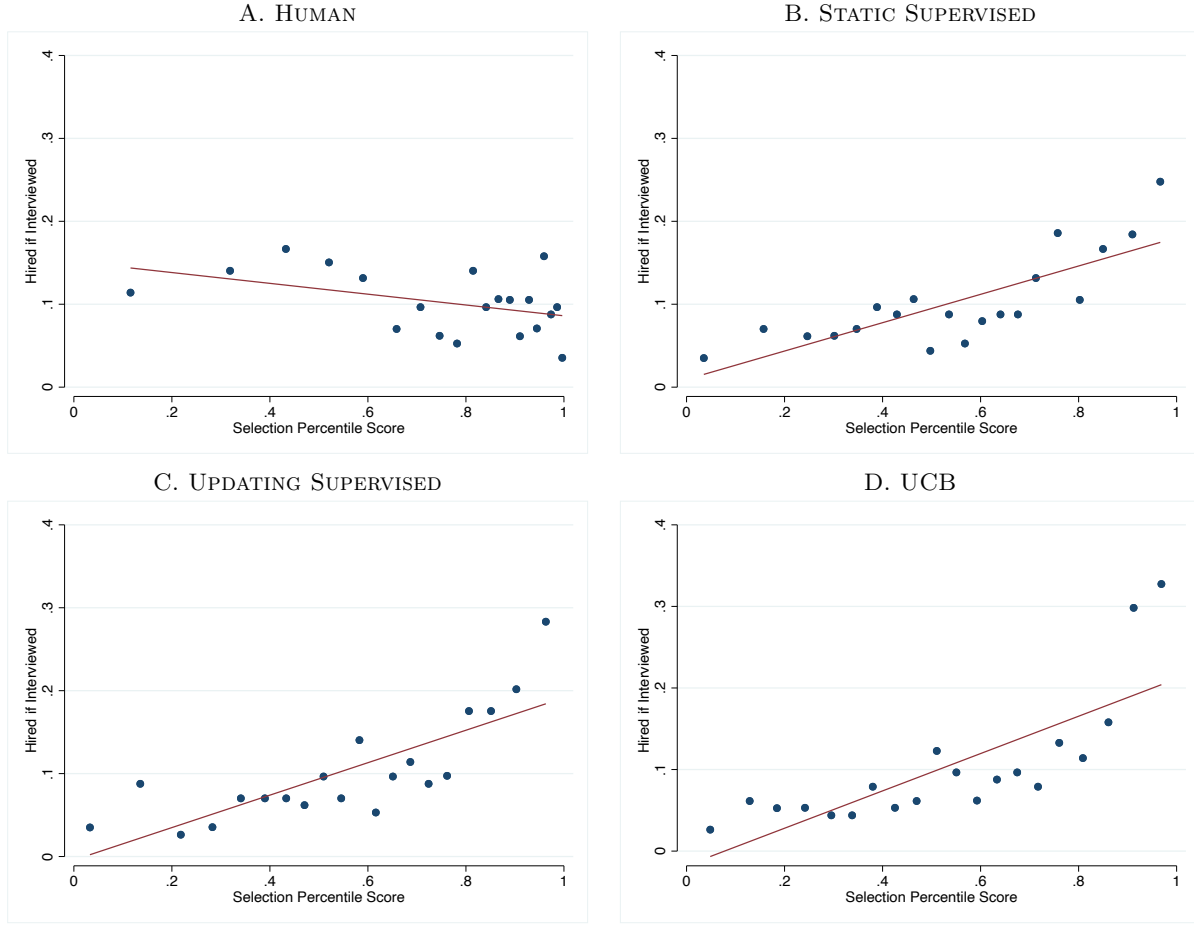 A. HUMAN
.4
.3
.2
.1
0
Hired if Interviewed
0 .2 .4 .6 .8 1
Selection Percentile Score
B. STATIC SUPERVISED
.4
.3
.2
.1
0
Hired if Interviewed
0 .2 .4 .6 .8 1
Selection Percentile Score
C. UPDATING SUPERVISED
.4
.3
.2
.1
0
Hired if Interviewed
0 .2 .4 .6 .8 1
Selection Percentile Score
D. UCB
.4
.3
.2
.1
0
Hired if Interviewed
0 .2 .4 .6 .8 1
Selection Percentile Score